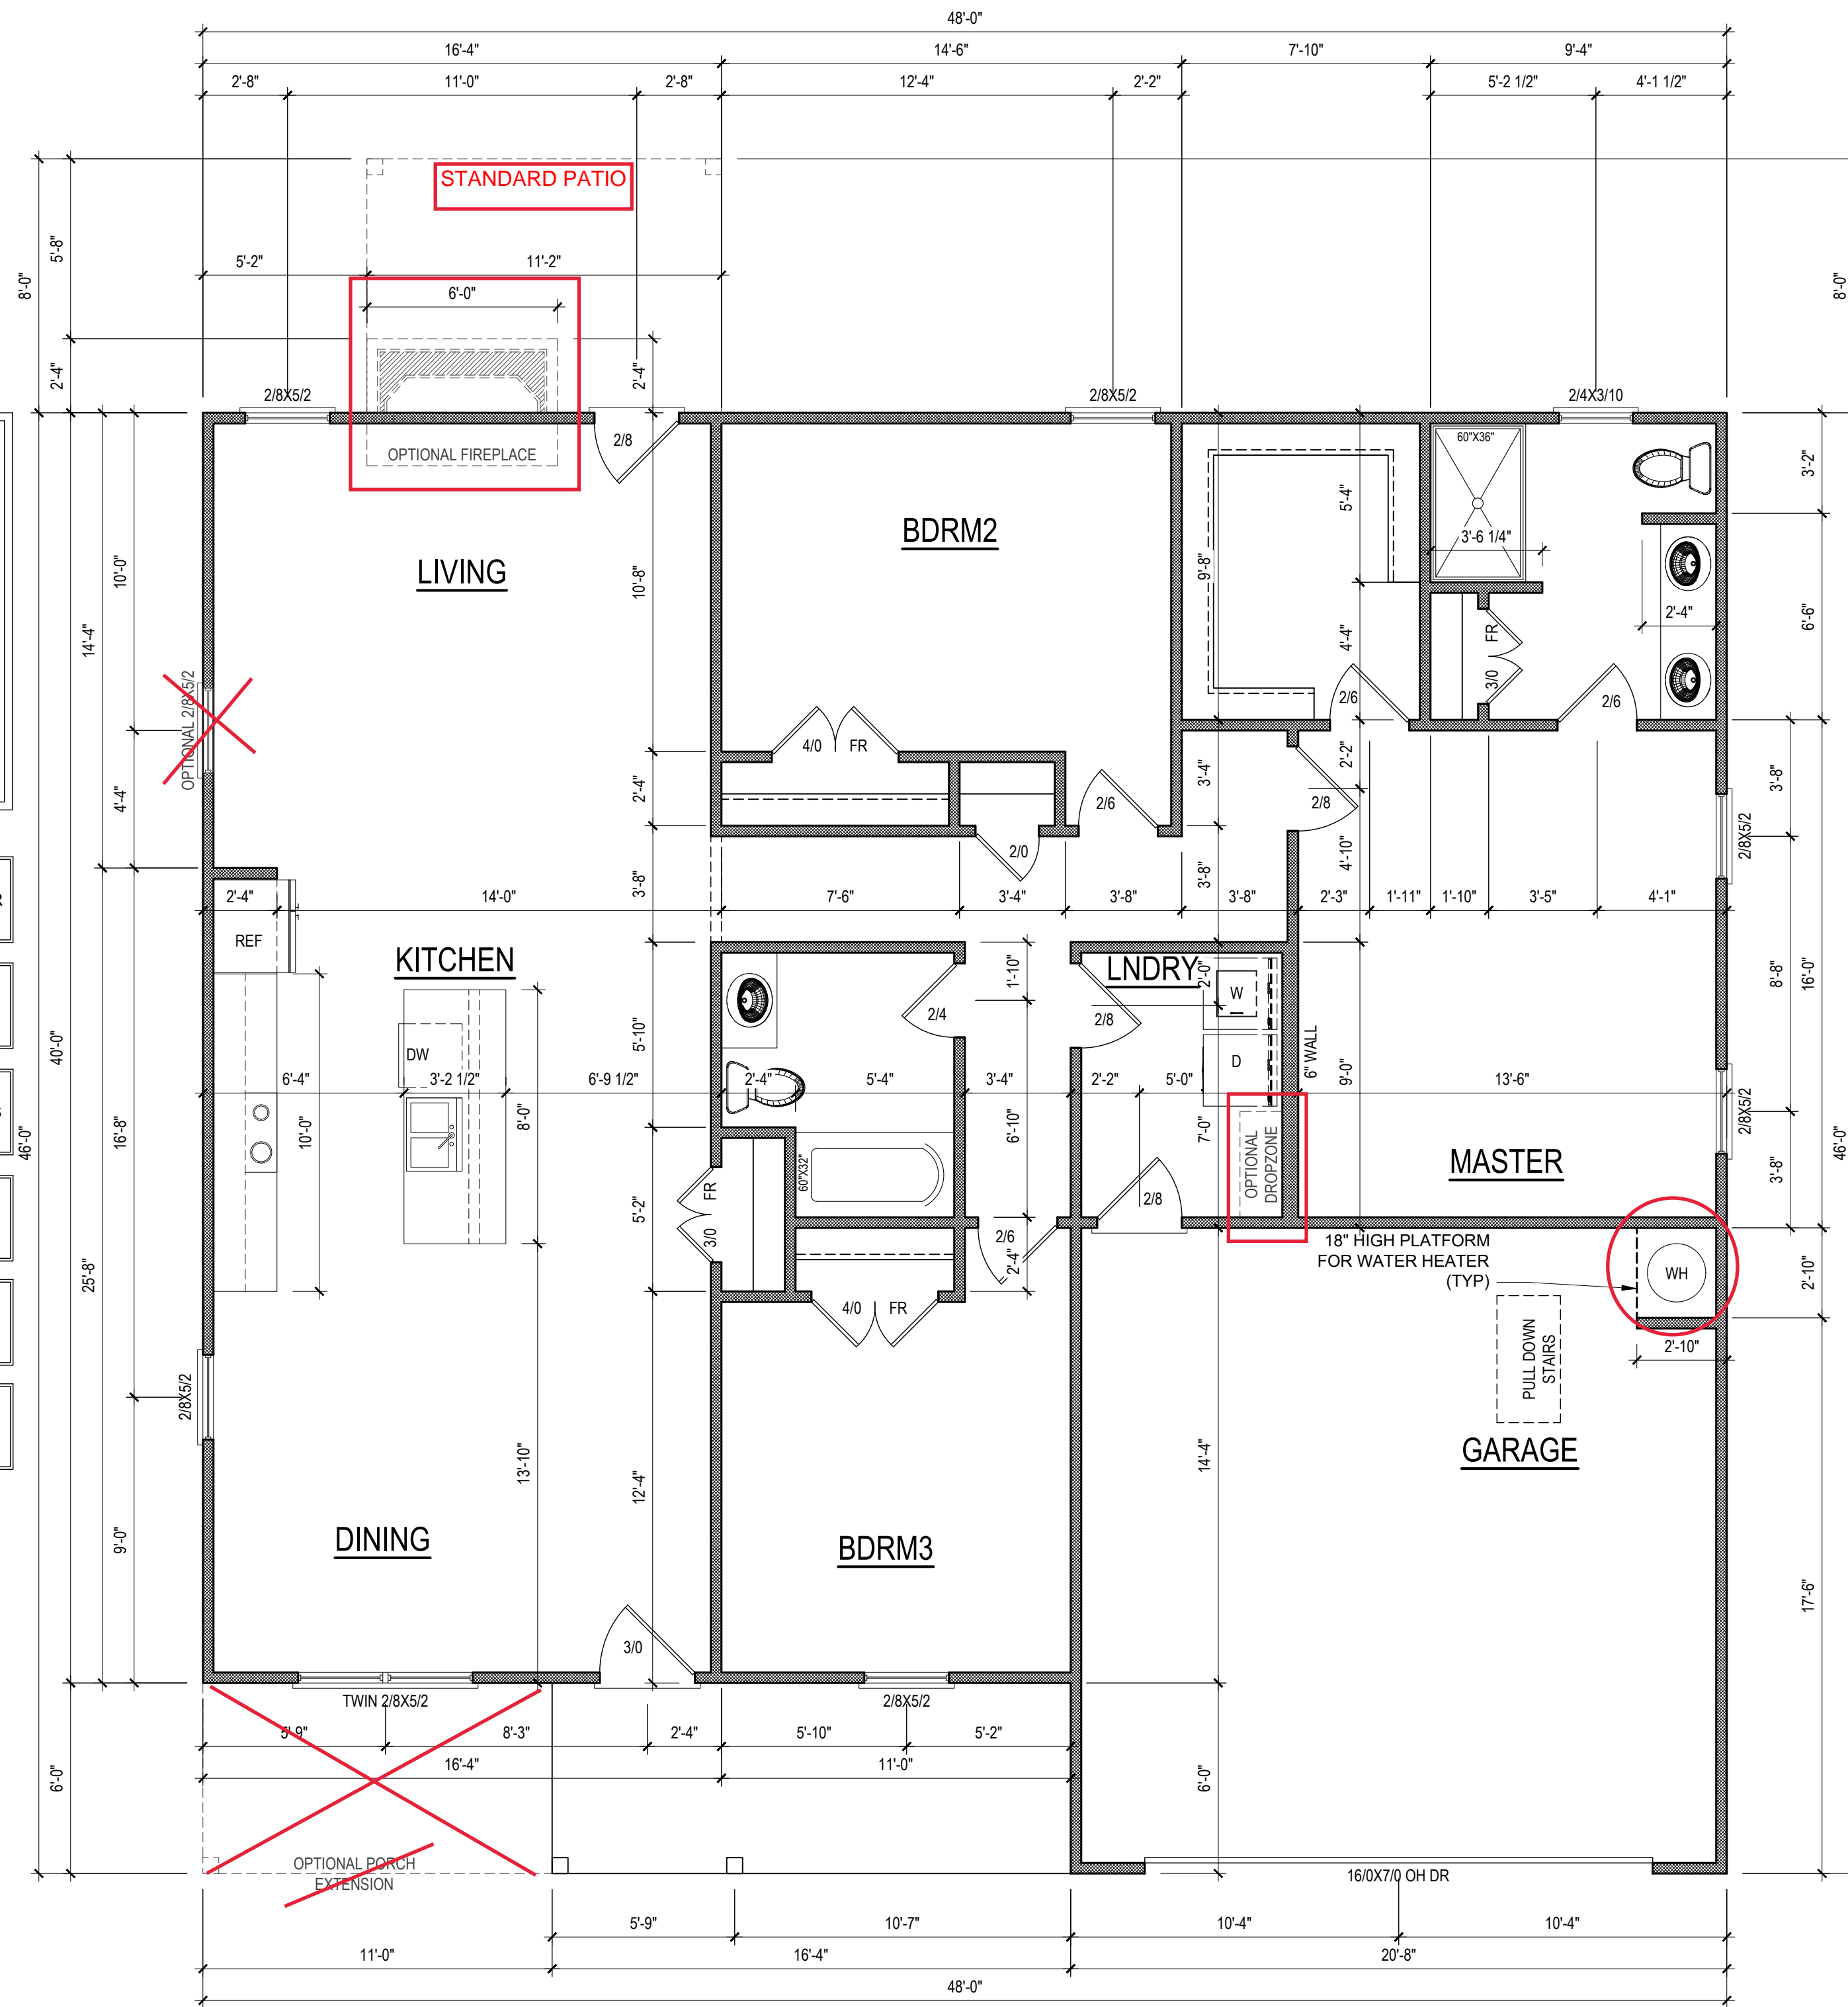 48'-0"
16'-4" 14'-6" 7'-10" 9'-4"
2'-8" 11'-0" 2'-8" 12'-4" 2'-2" 5'-2 1/2" 4'-1 1/2"
STANDARD PATIO
8'-0" 5'-8" 8'-0"
5'-2" 11'-2"
6'-0"
2'-4" 2'-4"
2/8X5/2 2/8X5/2 2/4X3/10
OPTIONAL FIREPLACE
2/8
60"X36"
3'-2"
BDRM2
5'-4"
3'-6 1/4"
LIVING
10'-0" 10'-8" 9'-8"
14'-4"
2'-4"
6'-6"
4'-4"
FR
3/0
OPTIONAL 2/8X5/2
2/6 2/6
4/0 FR
2'-2"
4'-4" 2'-4" 3'-4" 3'-8"
2/6 2/8
2/8X5/2
2/0
4'-10"
3'-8" 3'-8"
2'-4" 14'-0" 7'-6" 3'-4" 3'-8" 3'-8" 2'-3" 1'-11" 1'-10" 3'-5" 4'-1"
REF
KITCHEN
LNDRY
2'-0"
1'-10"
8'-8" 16'-0"
W
2/4 2/8
40'-0" 5'-10"
DW
D
6" WALL
9'-0"
6'-4" 3'-2 1/2" 6'-9 1/2" 2'-4" 5'-4" 3'-4" 2'-2" 5'-0" 13'-6"
2/8X5/2
46'-0" 16'-8" 10'-0" 8'-0" 6'-10" 7'-0" 46'-0"
OPTIONAL
DROPZONE
MASTER
60"X32"
3'-8"
FR
3/0
5'-2"
2/8
2/6
2'-4"
18" HIGH PLATFORM
FOR WATER HEATER
(TYP)
WH
2'-10"
25'-8"
4/0 FR
PULL DOWN
STAIRS
2'-10"
2/8X5/2
GARAGE
13'-10" 12'-4" 14'-4"
9'-0"
DINING
BDRM3
17'-6"
3/0
TWIN 2/8X5/2 2/8X5/2
5'-9" 8'-3" 2'-4" 5'-10" 5'-2"
16'-4" 11'-0"
6'-0" 6'-0"
OPTIONAL PORCH
EXTENSION
16/0X7/0 OH DR
5'-9" 10'-7" 10'-4" 10'-4"
11'-0" 16'-4" 20'-8"
48'-0"